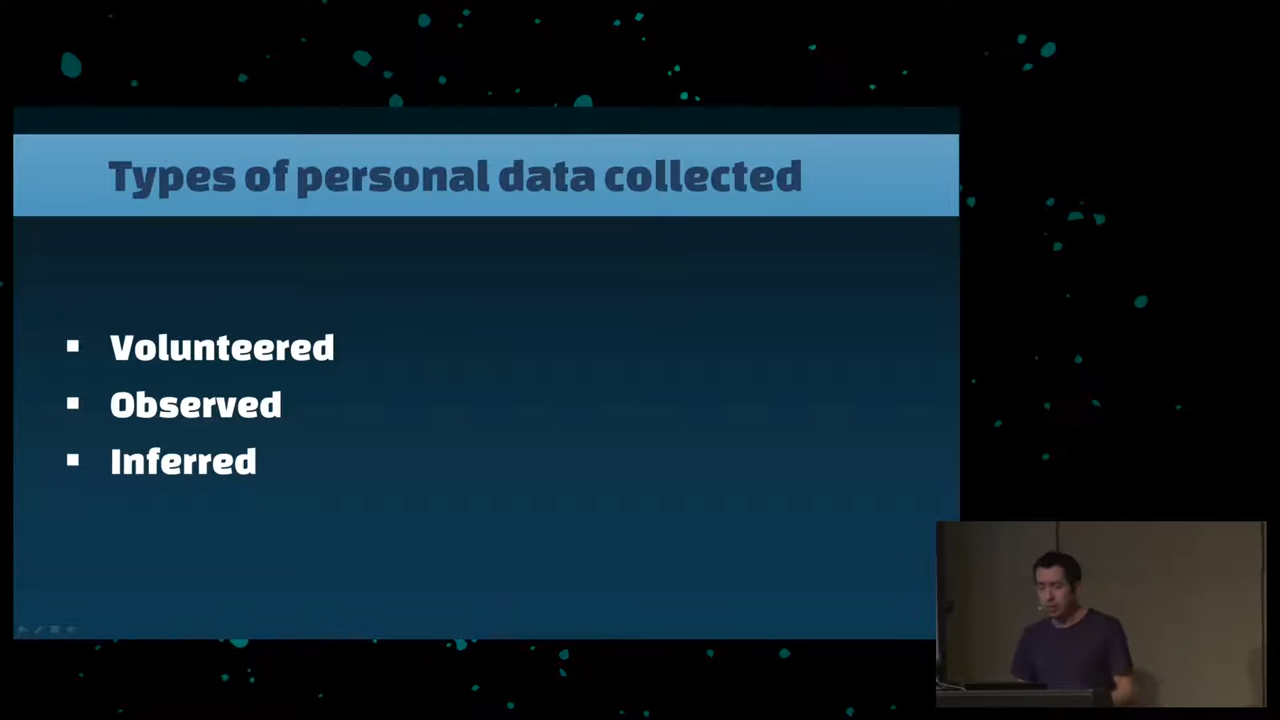 Types of personal data collected
Volunteered
Observed
Inferred